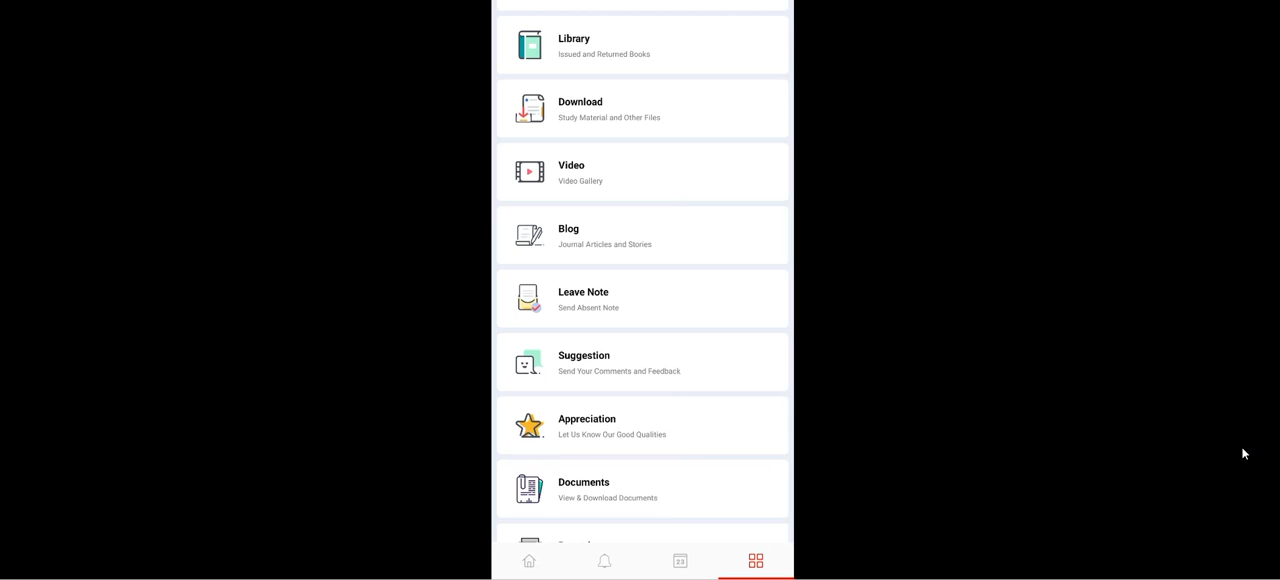 Library
Issued and Returned Books
Download
Study Material and Other Files
Video
Video Gallery
Blog
Journal Articles and Stories
Leave Note
Send Absent Note
Suggestion
Send Your Comments and Feedback
Appreciation
Let Us Know Our Good Qualities
Documents
View & Download Documents
23